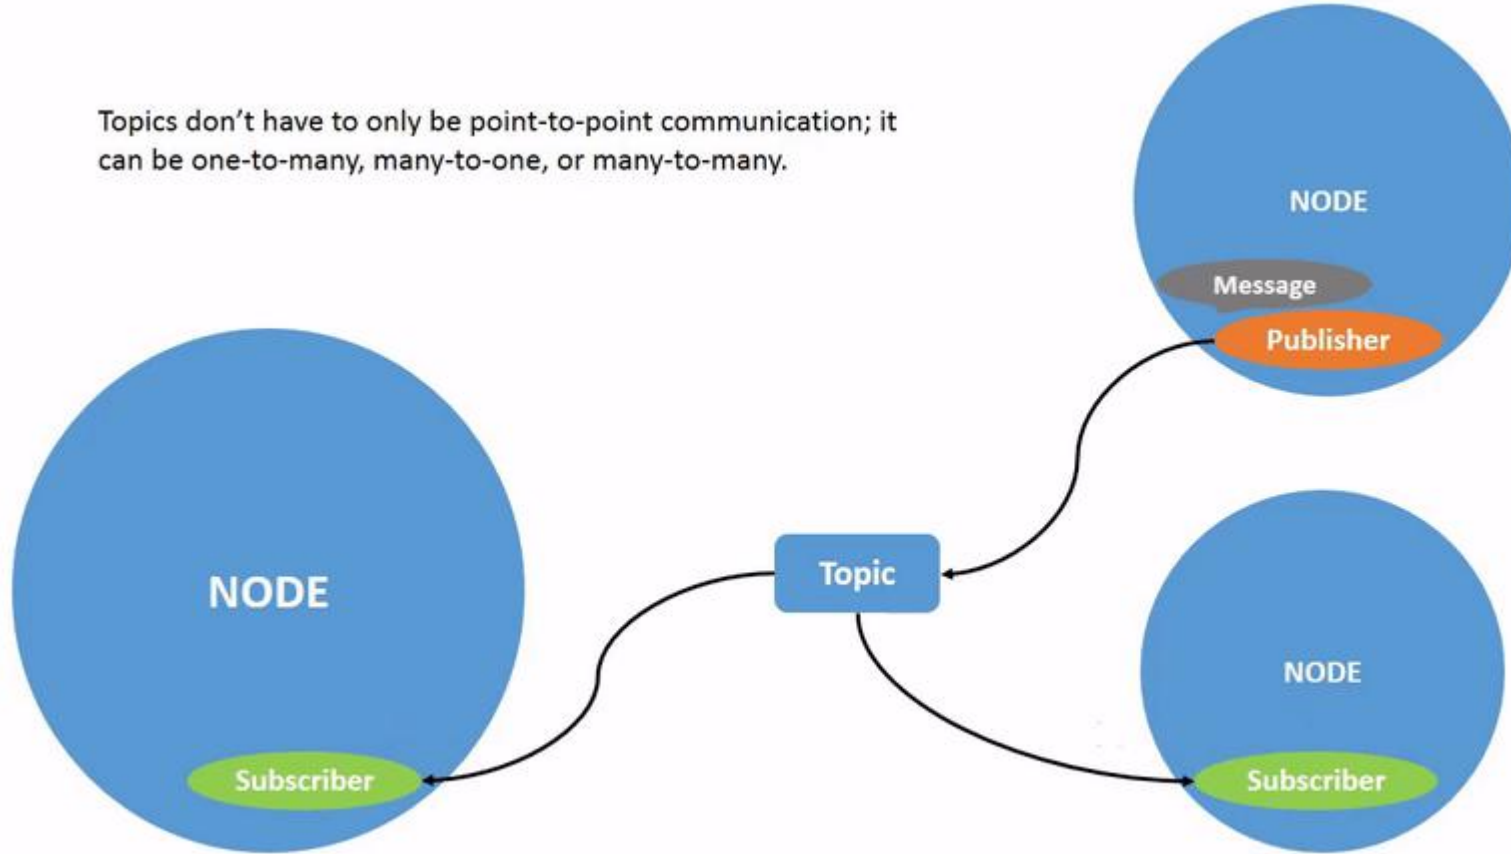 Topics don’t have to only be point-to-point communication; it
can be one-to-many, many-to-one, or many-to-many.
NODE
Message
Publisher
Topic
NODE
NODE
Subscriber
Subscriber